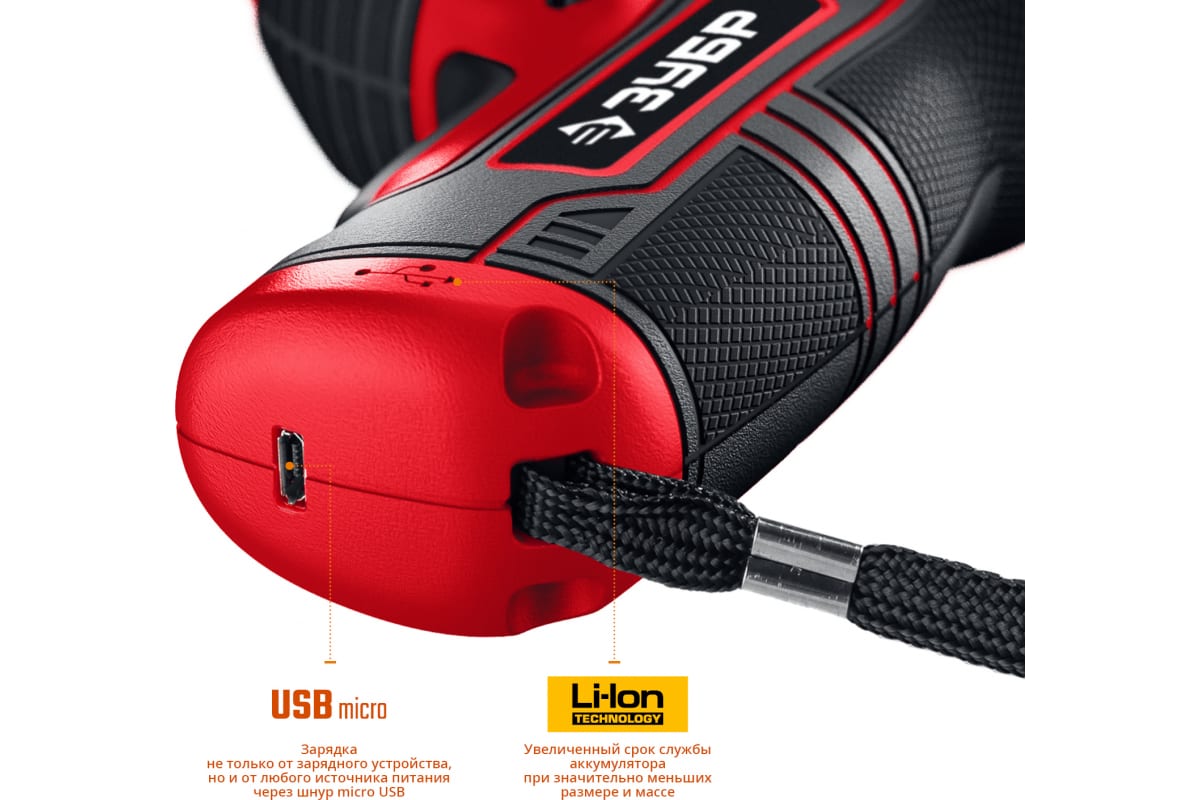 ЗУБР
USB micro
Зарядка
не только от зарядного устройства,
но и от любого источника питания
через шнур micro USB
Li-Ion
TECHNOLOGY
Увеличенный срок службы
аккумулятора
при значительно меньших
размере и массе